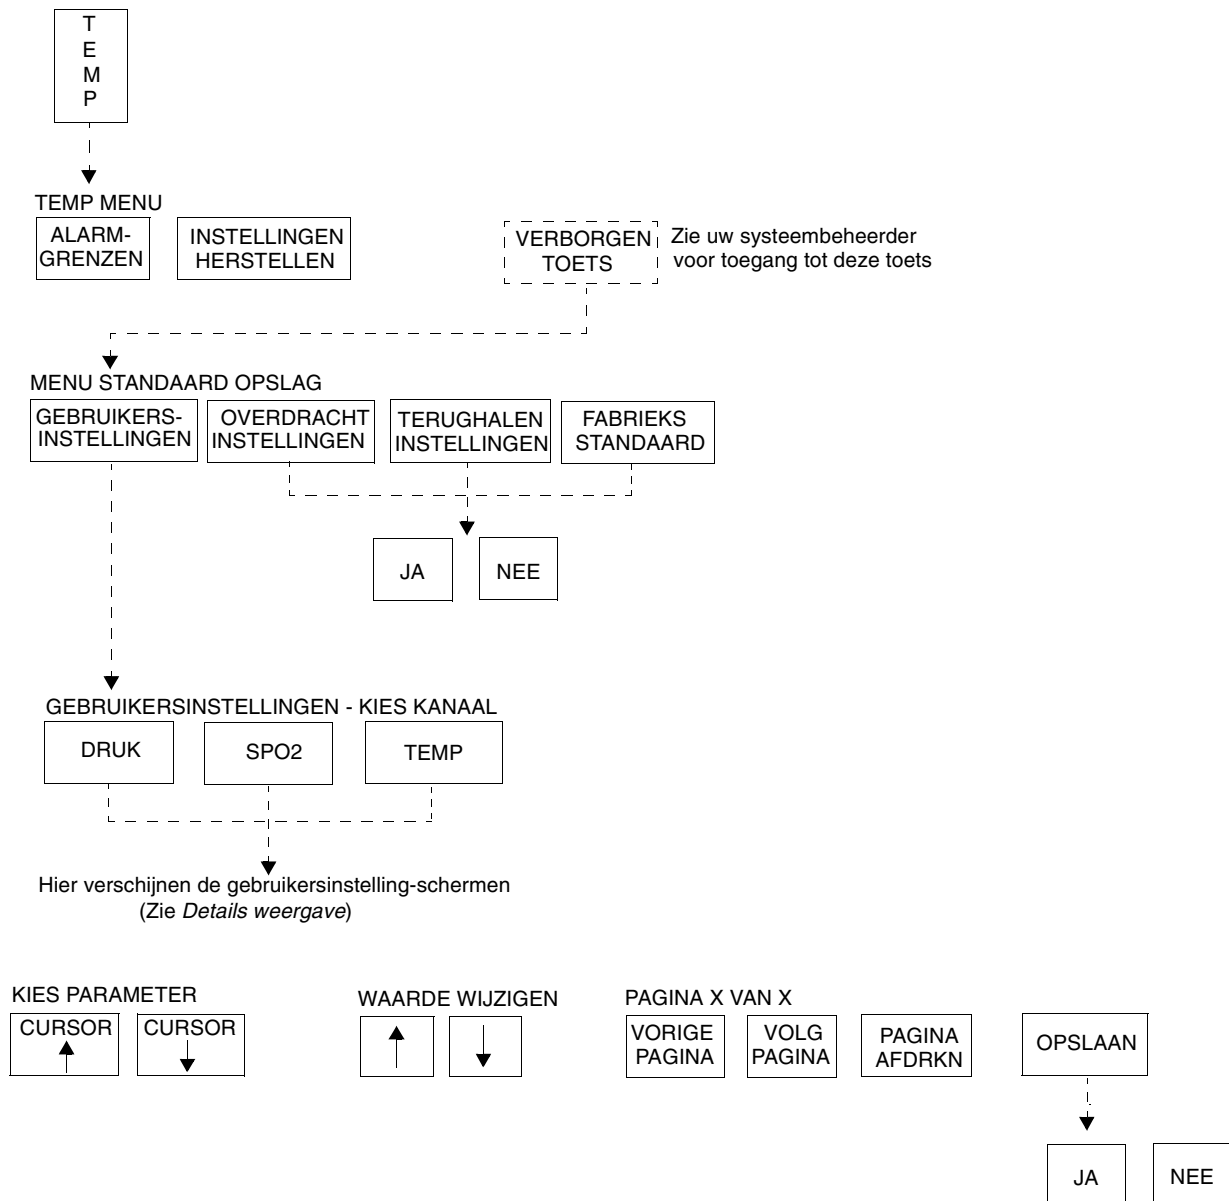 T
E
M
P
TEMP MENU
ALARM-
GRENZEN
INSTELLINGEN
HERSTELLEN
VERBORGEN
TOETS
Zie uw systeembeheerder
voor toegang tot deze toets
MENU STANDAARD OPSLAG
GEBRUIKERS-
INSTELLINGEN
OVERDRACHT
INSTELLINGEN
TERUGHALEN
INSTELLINGEN
FABRIEKS
STANDAARD
JA
NEE
GEBRUIKERSINSTELLINGEN - KIES KANAAL
DRUK
SPO2
TEMP
Hier verschijnen de gebruikersinstelling-schermen
(Zie Details weergave)
KIES PARAMETER
CURSOR
CURSOR
WAARDE WIJZIGEN
PAGINA X VAN X
VORIGE
PAGINA
VOLG
PAGINA
PAGINA
AFDRKN
OPSLAAN
JA
NEE